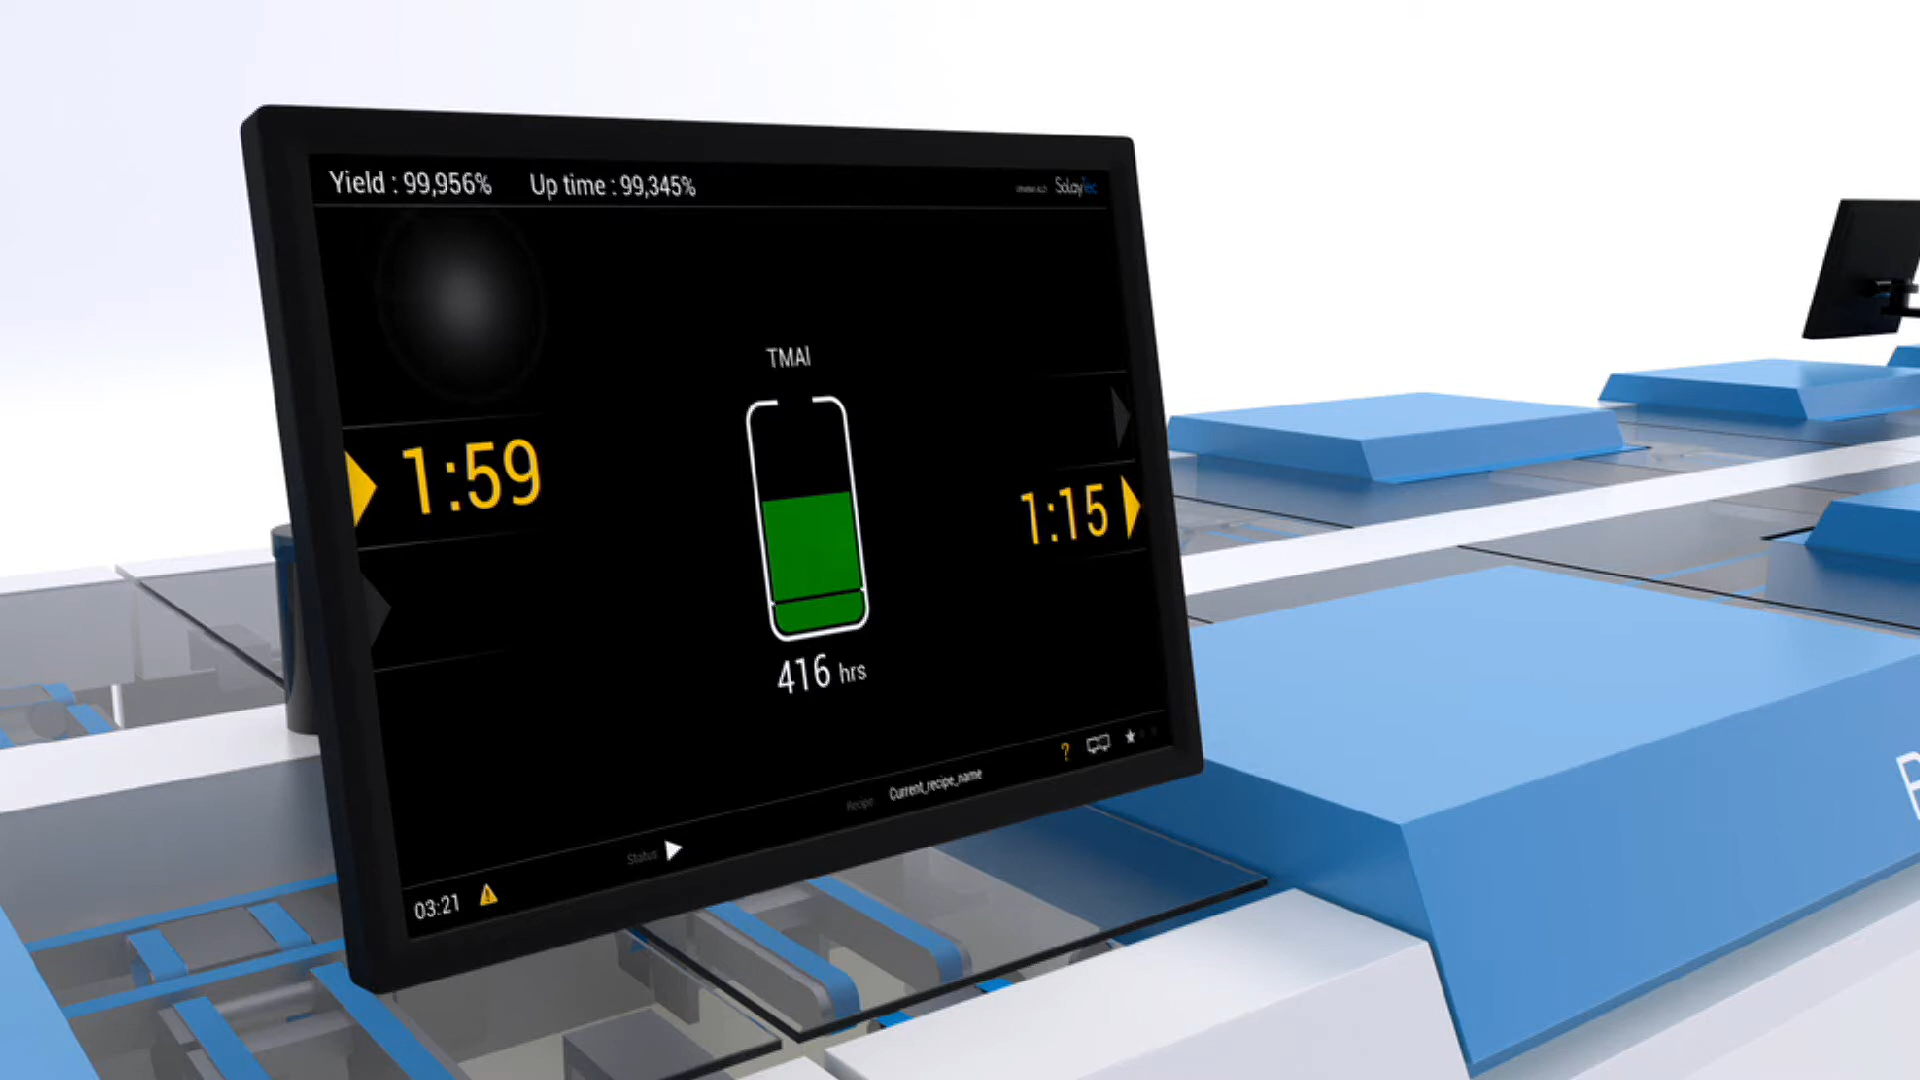 Yield : 99,956% Up time : 99,345%
SoLayTec
TMAl
1:59
1:15
416 hrs
Recipe Current_recipe_name
?
Status
03:21